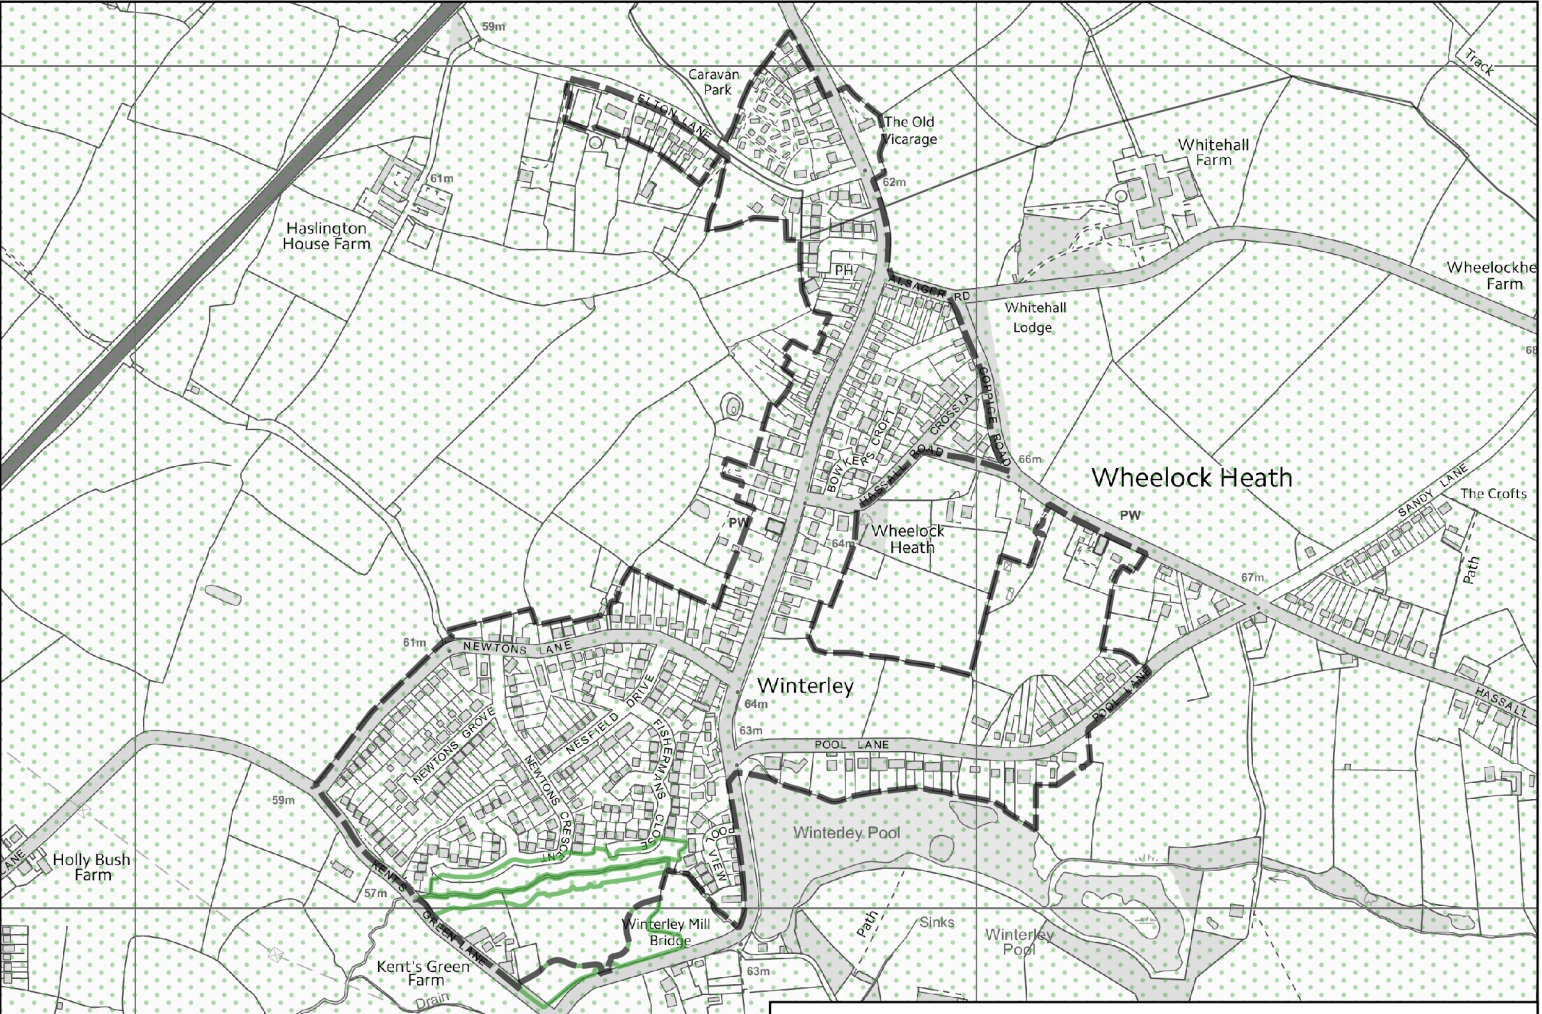 59m
Caravan
Park
Track
ELTON LANE
The Old
Vicarage
Whitehall
Farm
61m
62m
Haslington
House Farm
PH
ALSAGER RD
Wheelockhe
Farm
Whitehall
Lodge
68
COPPICE ROAD
CROSS LA
BOWKERS CROFT
HASSALL ROAD
66m
Wheelock Heath
SANDY LANE
The Crofts
PW
PW
Wheelock
Heath
64m
Path
67m
61m
NEWTONS LANE
Winterley
64m
HASSALL
POOL LANE
NEWTONS GROVE
NESFIELD DRIVE
FISHERMANS CLOSE
63m
POOL LANE
NEWTONS CRESCENT
59m
Winterley Pool
POOL VIEW
LANE
Holly Bush
Farm
57m
KENT'S GREEN LANE
Winterley Mill
Bridge
Path
Sinks
Winterley
Pool
Kent's Green
Farm
63m
Drain